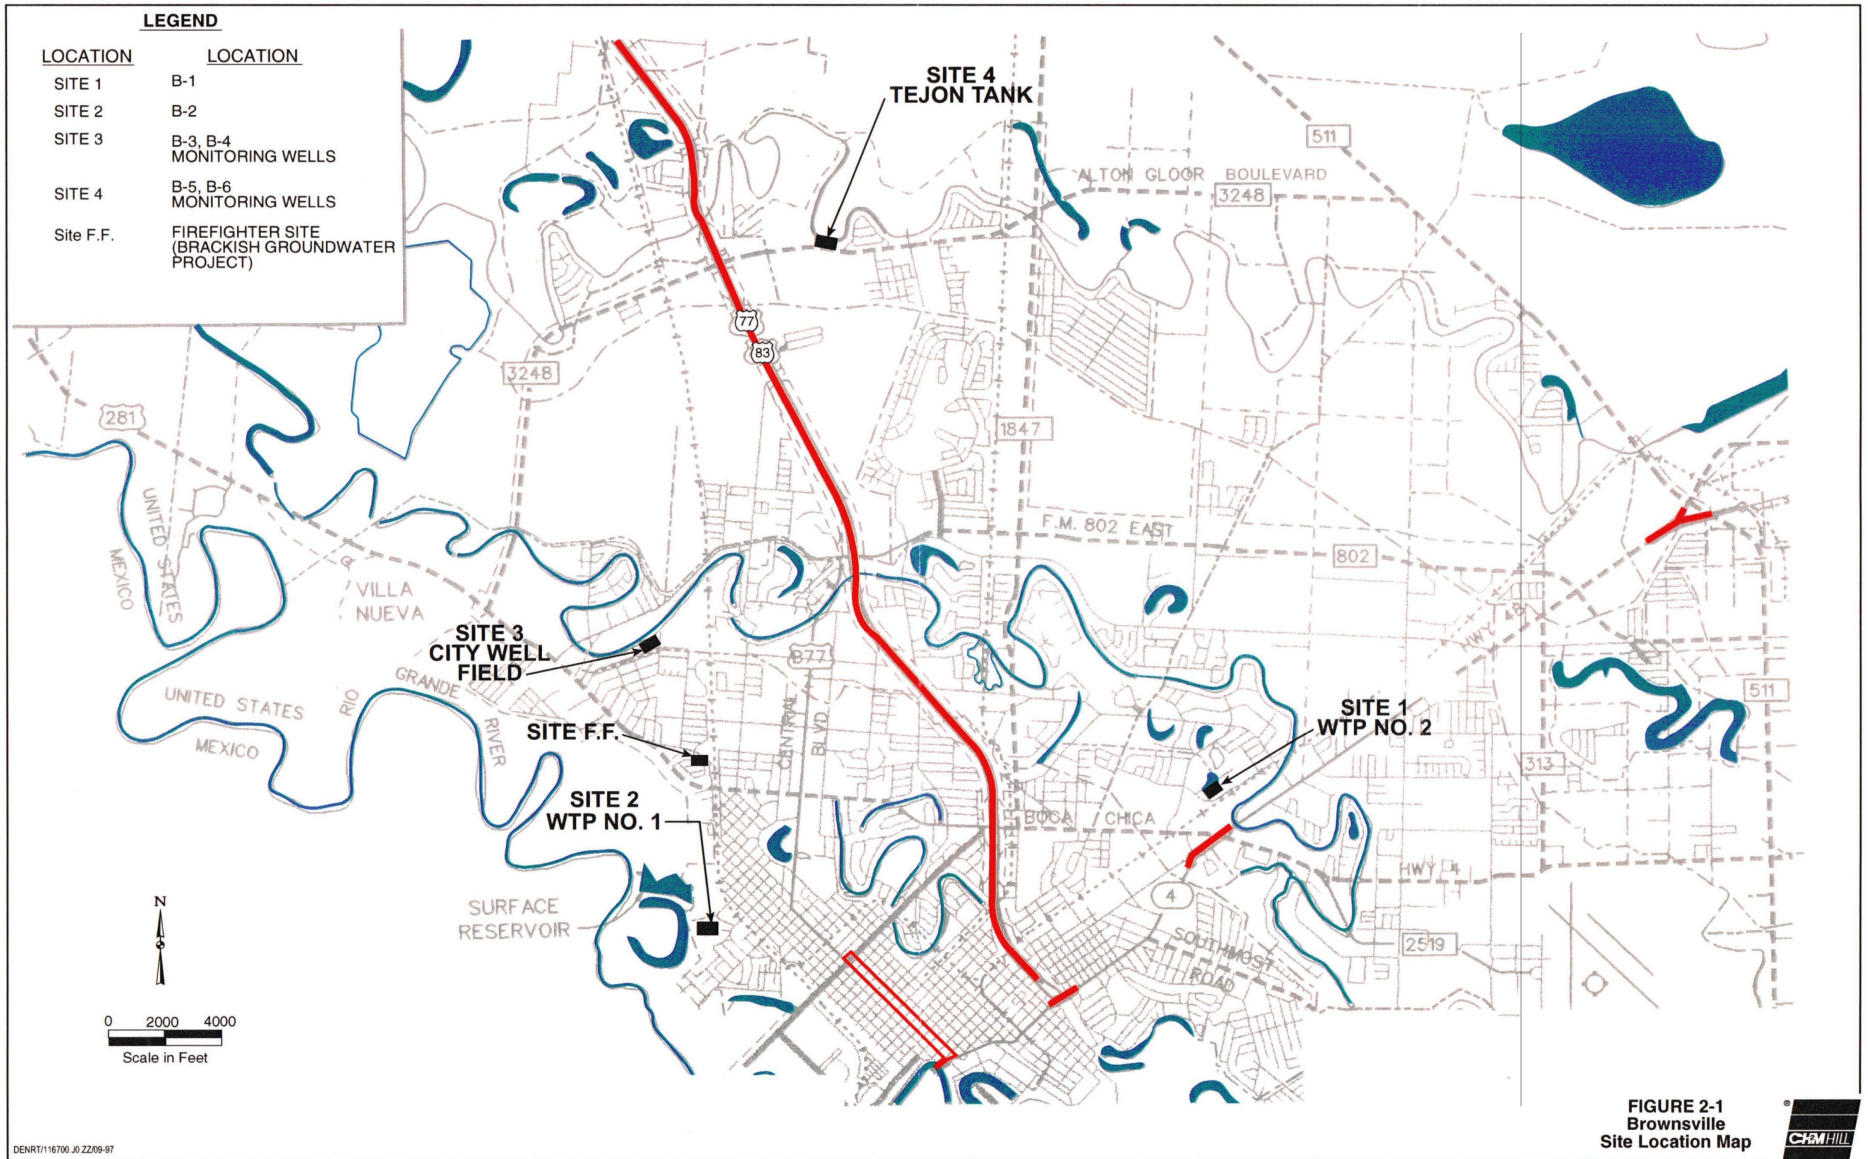 LEGEND
LOCATION LOCATION
SITE 1 B-1
SITE 2 B-2
SITE 3 B-3, B-4
MONITORING WELLS
SITE 4 B-5, B-6
MONITORING WELLS
Site F.F. FIREFIGHTER SITE
(BRACKISH GROUNDWATER
PROJECT)
SITE 4
TEJON TANK
511
ALTON GLOOR BOULEVARD
3248
77
83
3248
281
1847
UNITED STATES
MEXICO
F.M. 802 EAST
802
VILLA
NUEVA
HWY 48
SITE 3
CITY WELL
FIELD
B77
UNITED STATES
MEXICO
RIO
GRANDE
RIVER
511
CENTRAL
BLVD
SITE 1
WTP NO. 2
SITE F.F.
313
SITE 2
WTP NO. 1
BOCA CHICA
HWY 4
4
SURFACE
RESERVOIR
SOUTHMOST
ROAD
2519
N
0 2000 4000
Scale in Feet
FIGURE 2-1
Brownsville
Site Location Map
®
CH2M HILL
DENRT/116700.J0.ZZ/09-97